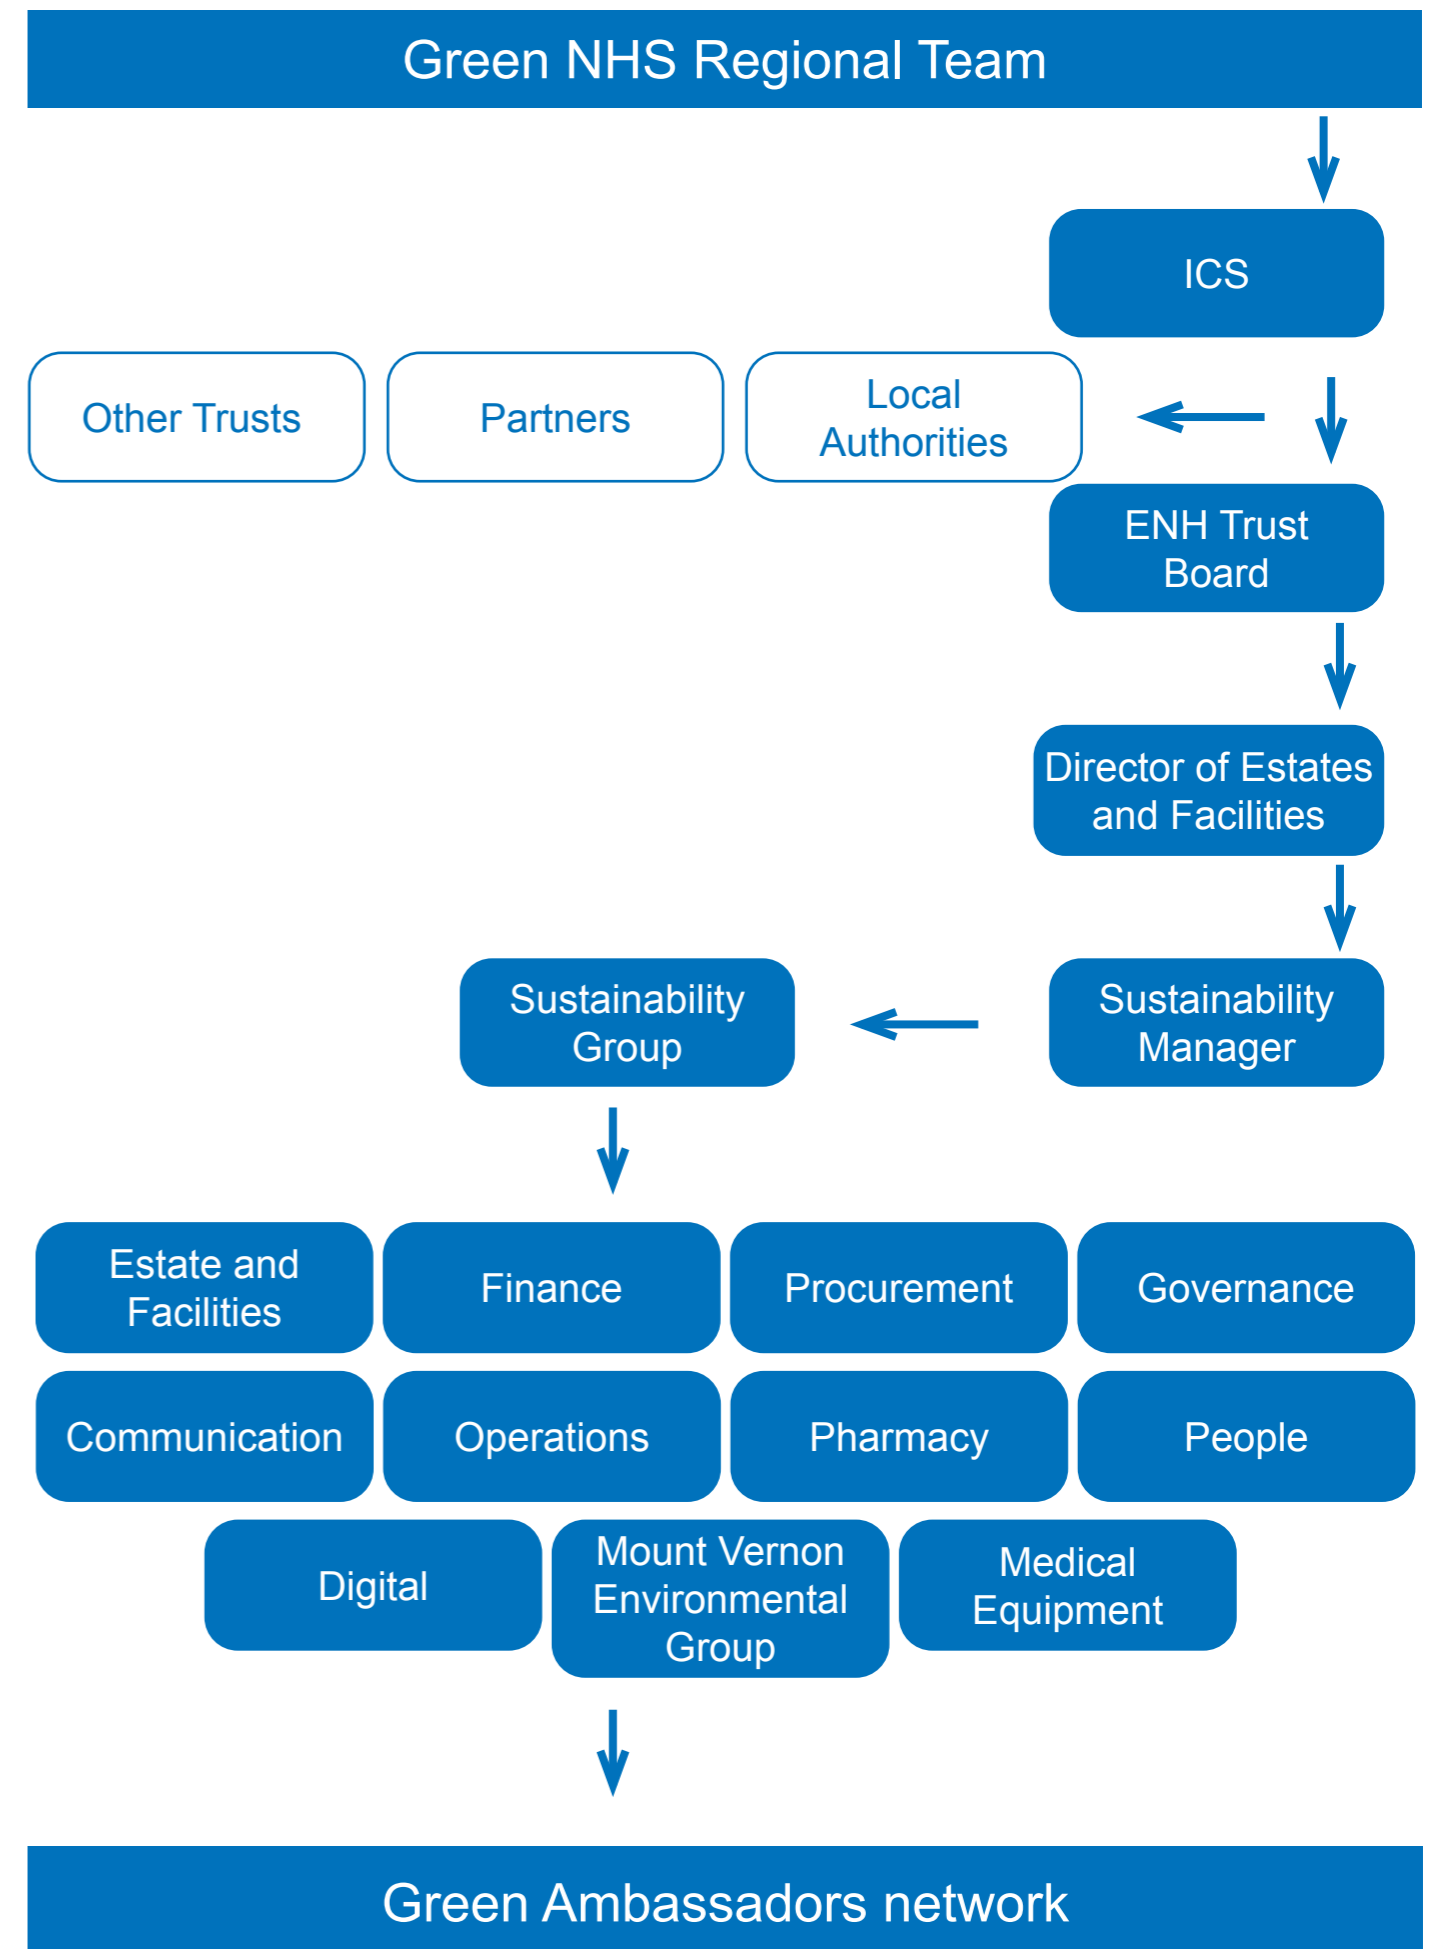 Green NHS Regional Team
ICS
Other Trusts
Partners
Local
Authorities
ENH Trust
Board
Director of Estates
and Facilities
Sustainability
Group
Sustainability
Manager
Estate and
Facilities
Finance
Procurement
Governance
Communication
Operations
Pharmacy
People
Digital
Mount Vernon
Environmental
Group
Medical
Equipment
Green Ambassadors network